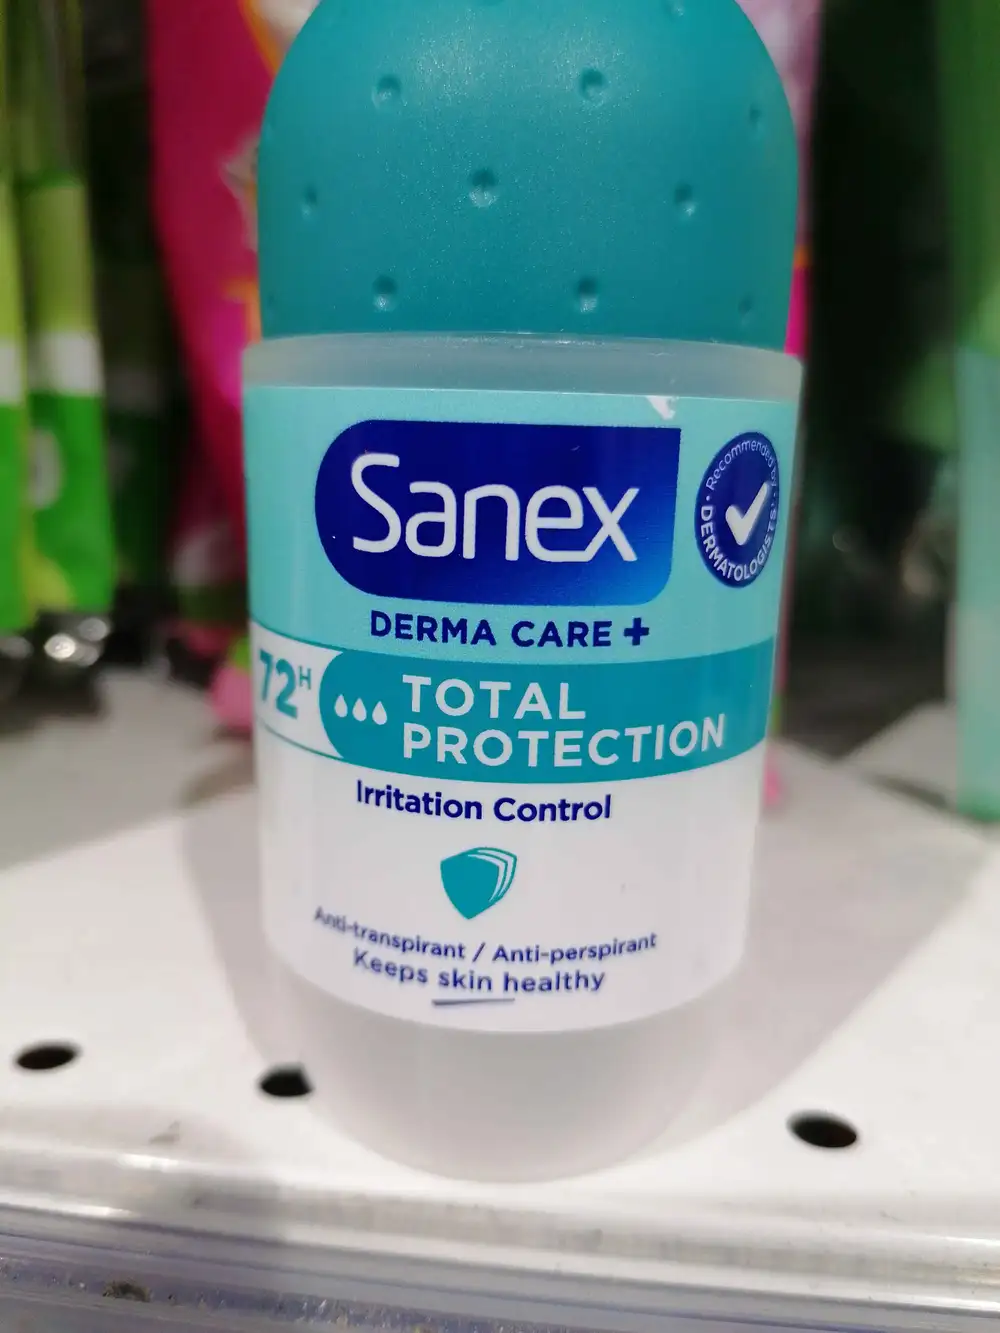 Sanex
Recommended by
DERMATOLOGISTS
DERMA CARE +
72H
TOTAL
PROTECTION
Irritation Control
Anti-transpirant / Anti-perspirant
Keeps skin healthy